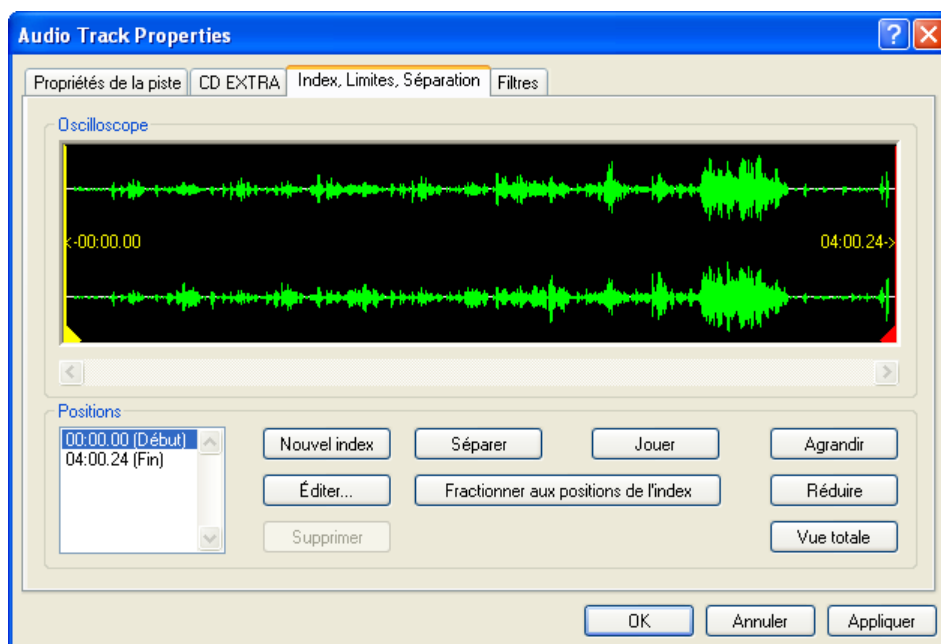 Audio Track Properties
Propriétés de la piste CD EXTRA Index, Limites, Séparation Filtres
Oscilloscope
<-00:00.00 04:00.24->
Positions
00:00.00 (Début) Nouvel index Séparer Jouer Agrandir
04:00.24 (Fin)
Éditer... Fractionner aux positions de l'index Réduire
Supprimer Vue totale
OK Annuler Appliquer